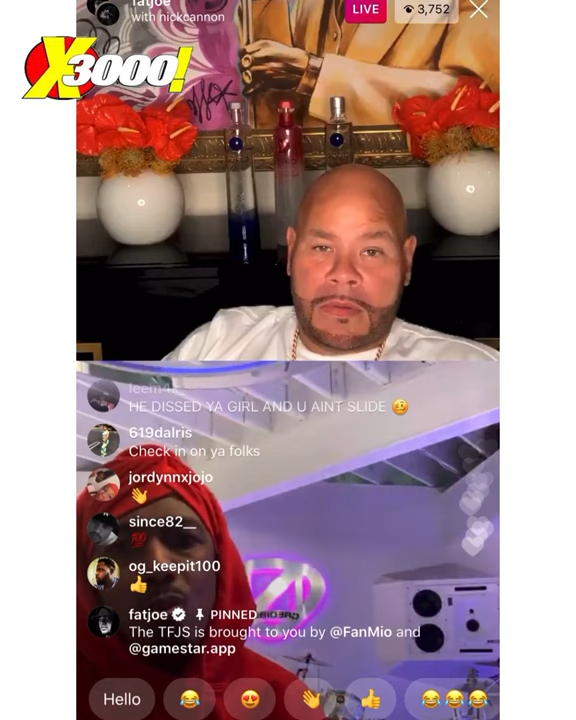 fatjoe
with nickcannon
LIVE
3,752
X3000!
leem4k
HE DISSED YA GIRL AND U AINT SLIDE 🤕
619dalris
Check in on ya folks
jordynnxjojo
👋
since82__
💯
og_keepit100
👍
fatjoe PINNED
The TFJS is brought to you by @FanMio and
@gamestar.app
Hello
😂
😍
👋
👍
😂😂😂